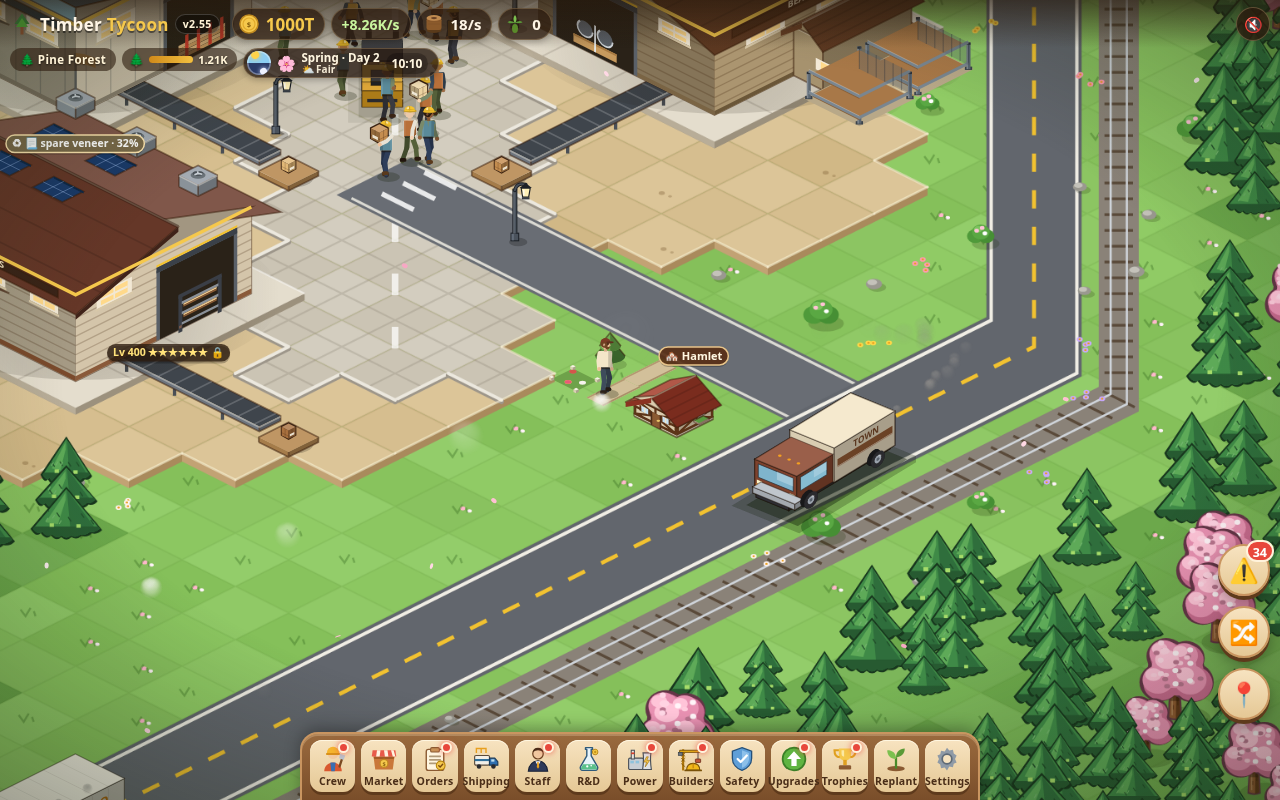 Timber Tycoon
v2.55
1000T
+8.26K/s
18/s
0
Pine Forest
1.21K
Spring · Day 2
Fair
10:10
spare veneer · 32%
Lv 400 ★★★★★★
Hamlet
TOWN
34
Crew
Market
Orders
Shipping
Staff
R&D
Power
Builders
Safety
Upgrades
Trophies
Replant
Settings